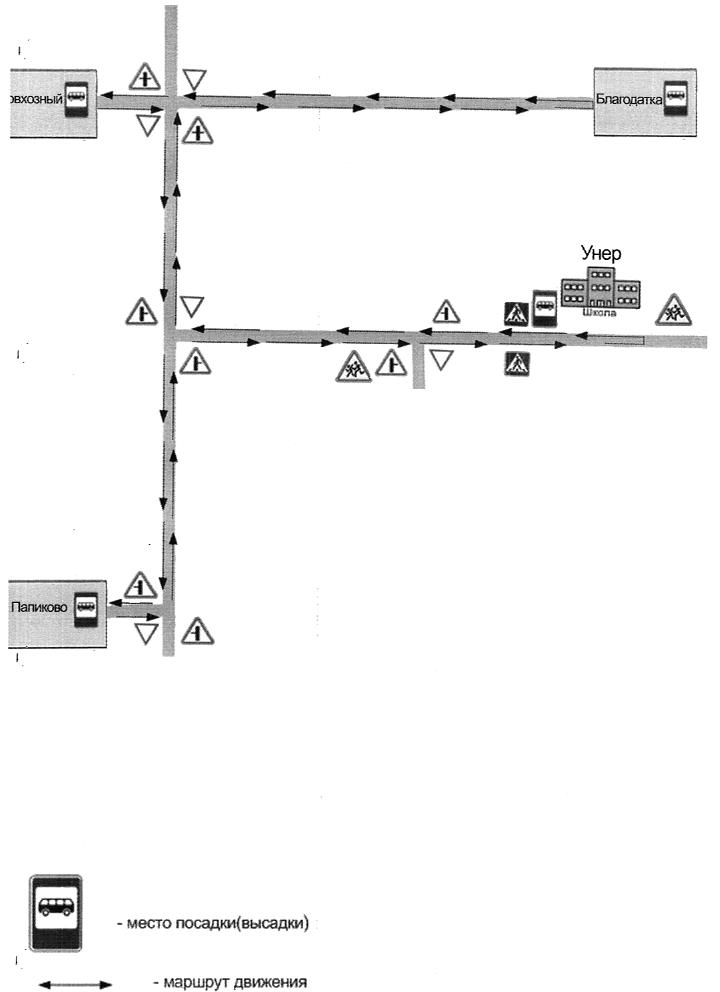 овхозный
Благодатка
Унер
Школа
Папиково
- место посадки(высадки)
- маршрут движения